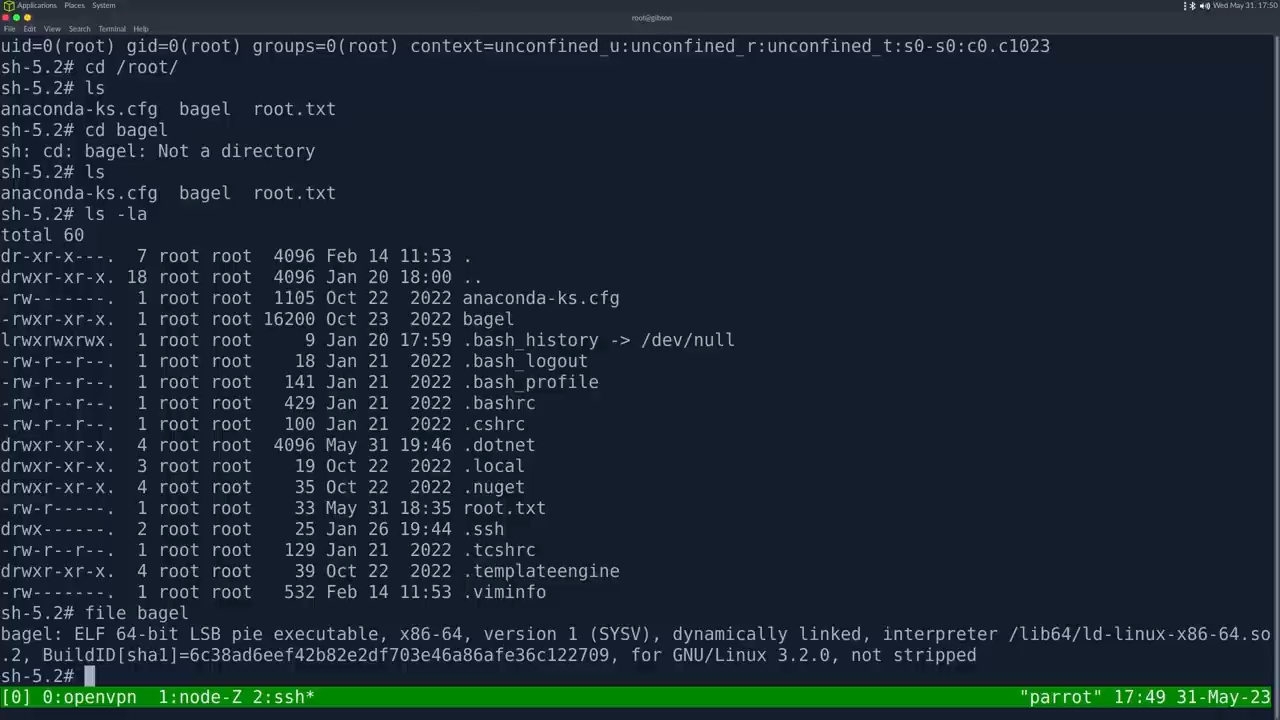 Applications Places System
Wed May 31, 17:50
root@gibson
File Edit View Search Terminal Help
uid=0(root) gid=0(root) groups=0(root) context=unconfined_u:unconfined_r:unconfined_t:s0-s0:c0.c1023
sh-5.2# cd /root/
sh-5.2# ls
anaconda-ks.cfg  bagel  root.txt
sh-5.2# cd bagel
sh: cd: bagel: Not a directory
sh-5.2# ls
anaconda-ks.cfg  bagel  root.txt
sh-5.2# ls -la
total 60
dr-xr-x---.  7 root root  4096 Feb 14 11:53 .
drwxr-xr-x. 18 root root  4096 Jan 20 18:00 ..
-rw-------.  1 root root  1105 Oct 22  2022 anaconda-ks.cfg
-rwxr-xr-x.  1 root root 16200 Oct 23  2022 bagel
lrwxrwxrwx.  1 root root     9 Jan 20 17:59 .bash_history -> /dev/null
-rw-r--r--.  1 root root    18 Jan 21  2022 .bash_logout
-rw-r--r--.  1 root root   141 Jan 21  2022 .bash_profile
-rw-r--r--.  1 root root   429 Jan 21  2022 .bashrc
-rw-r--r--.  1 root root   100 Jan 21  2022 .cshrc
drwxr-xr-x.  4 root root  4096 May 31 19:46 .dotnet
drwxr-xr-x.  3 root root    19 Oct 22  2022 .local
drwxr-xr-x.  4 root root    35 Oct 22  2022 .nuget
-rw-r-----.  1 root root    33 May 31 18:35 root.txt
drwx------.  2 root root    25 Jan 26 19:44 .ssh
-rw-r--r--.  1 root root   129 Jan 21  2022 .tcshrc
drwxr-xr-x.  4 root root    39 Oct 22  2022 .templateengine
-rw-------.  1 root root   532 Feb 14 11:53 .viminfo
sh-5.2# file bagel
bagel: ELF 64-bit LSB pie executable, x86-64, version 1 (SYSV), dynamically linked, interpreter /lib64/ld-linux-x86-64.so
.2, BuildID[sha1]=6c38ad6eef42b82e2df703e46a86afe36c122709, for GNU/Linux 3.2.0, not stripped
sh-5.2#
[0] 0:openvpn  1:node-Z 2:ssh*
"parrot" 17:49 31-May-23